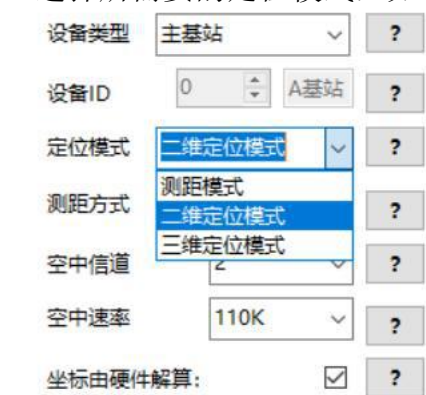 设备类型 主基站 ?
设备ID 0 A基站 ?
定位模式 二维定位模式 ?
测距模式
测距方式 二维定位模式 ?
三维定位模式
空中信道 2 ?
空中速率 110K ?
坐标由硬件解算: ?